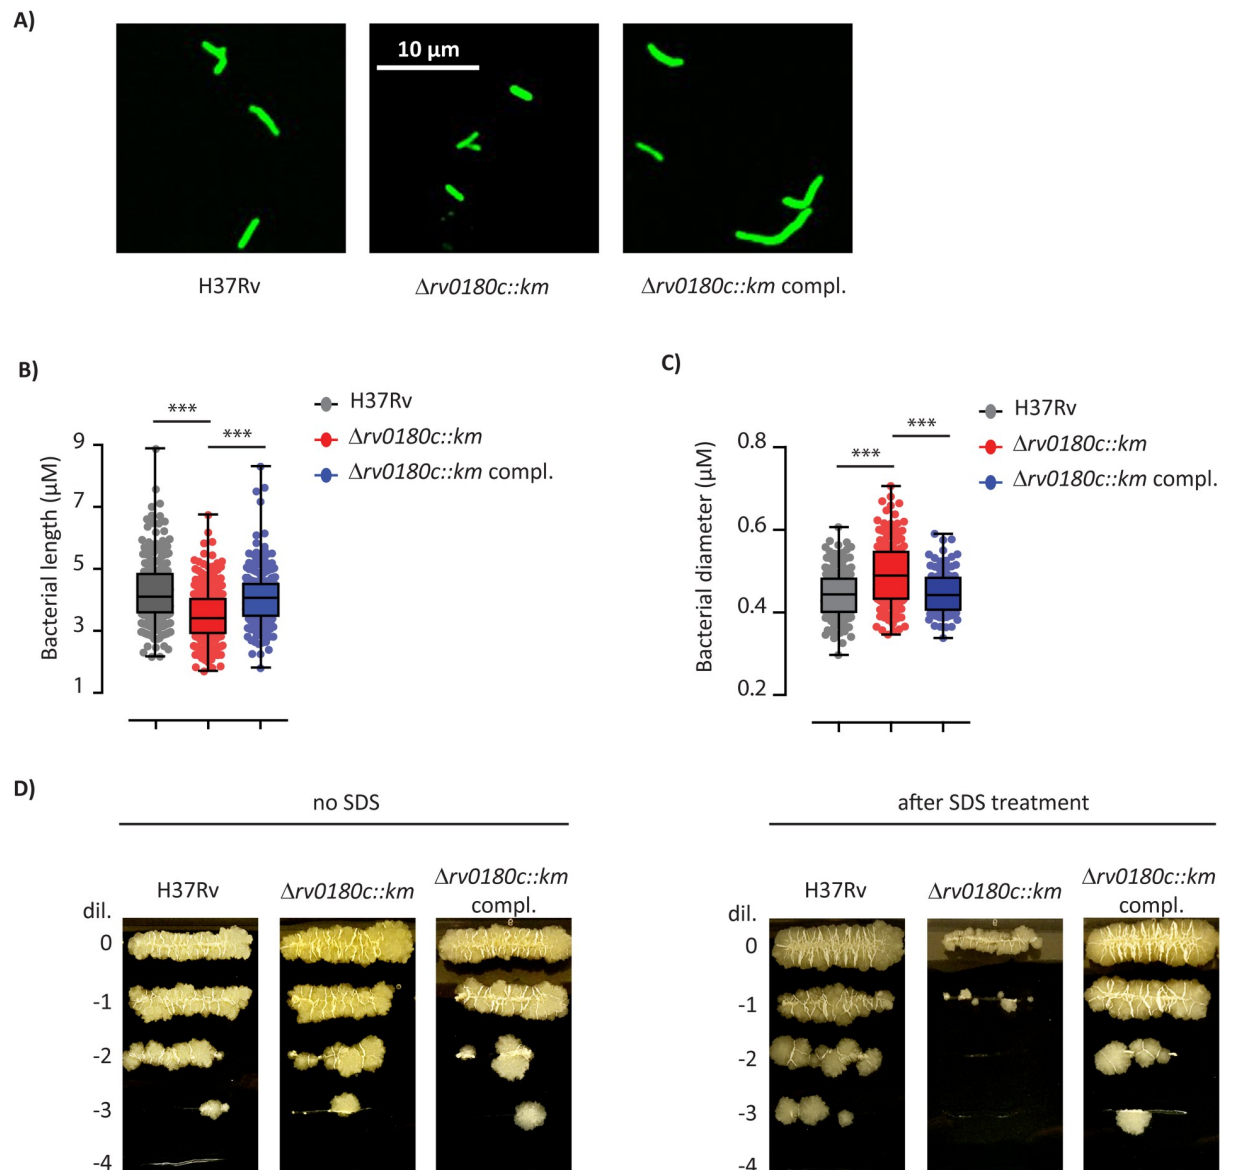 A)
10 µm
H37Rv
Δrv0180c::km
Δrv0180c::km compl.
B)
***
***
H37Rv
Δrv0180c::km
Δrv0180c::km compl.
Bacterial length (µM)
9
7
5
3
1
C)
***
***
H37Rv
Δrv0180c::km
Δrv0180c::km compl.
Bacterial diameter (µM)
0.8
0.6
0.4
0.2
D)
no SDS
H37Rv
Δrv0180c::km
Δrv0180c::km
compl.
dil.
0
-1
-2
-3
-4
after SDS treatment
H37Rv
Δrv0180c::km
Δrv0180c::km
compl.
dil.
0
-1
-2
-3
-4